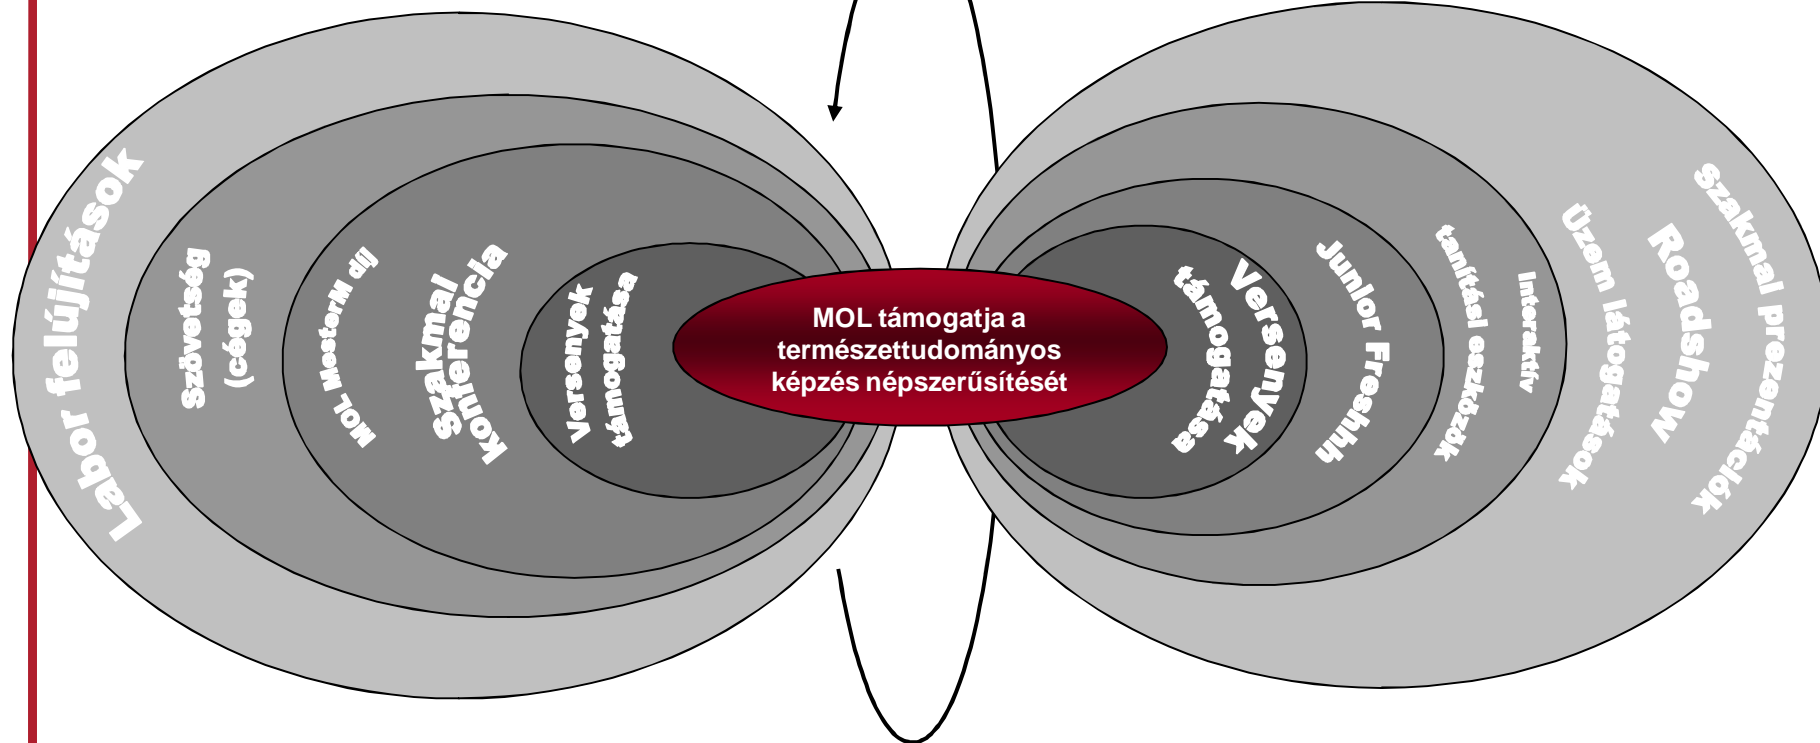 Labor felújítások
Szövetség
(cégek)
MOL MesterM díj
Szakmai
konferencia
Versenyek
támogatása
MOL támogatja a
természettudományos
képzés népszerűsítését
Versenyek
támogatása
Junior Freshhh
Interaktív
tanítási eszközök
Üzem látogatások
Roadshow
Szakmai prezentációk